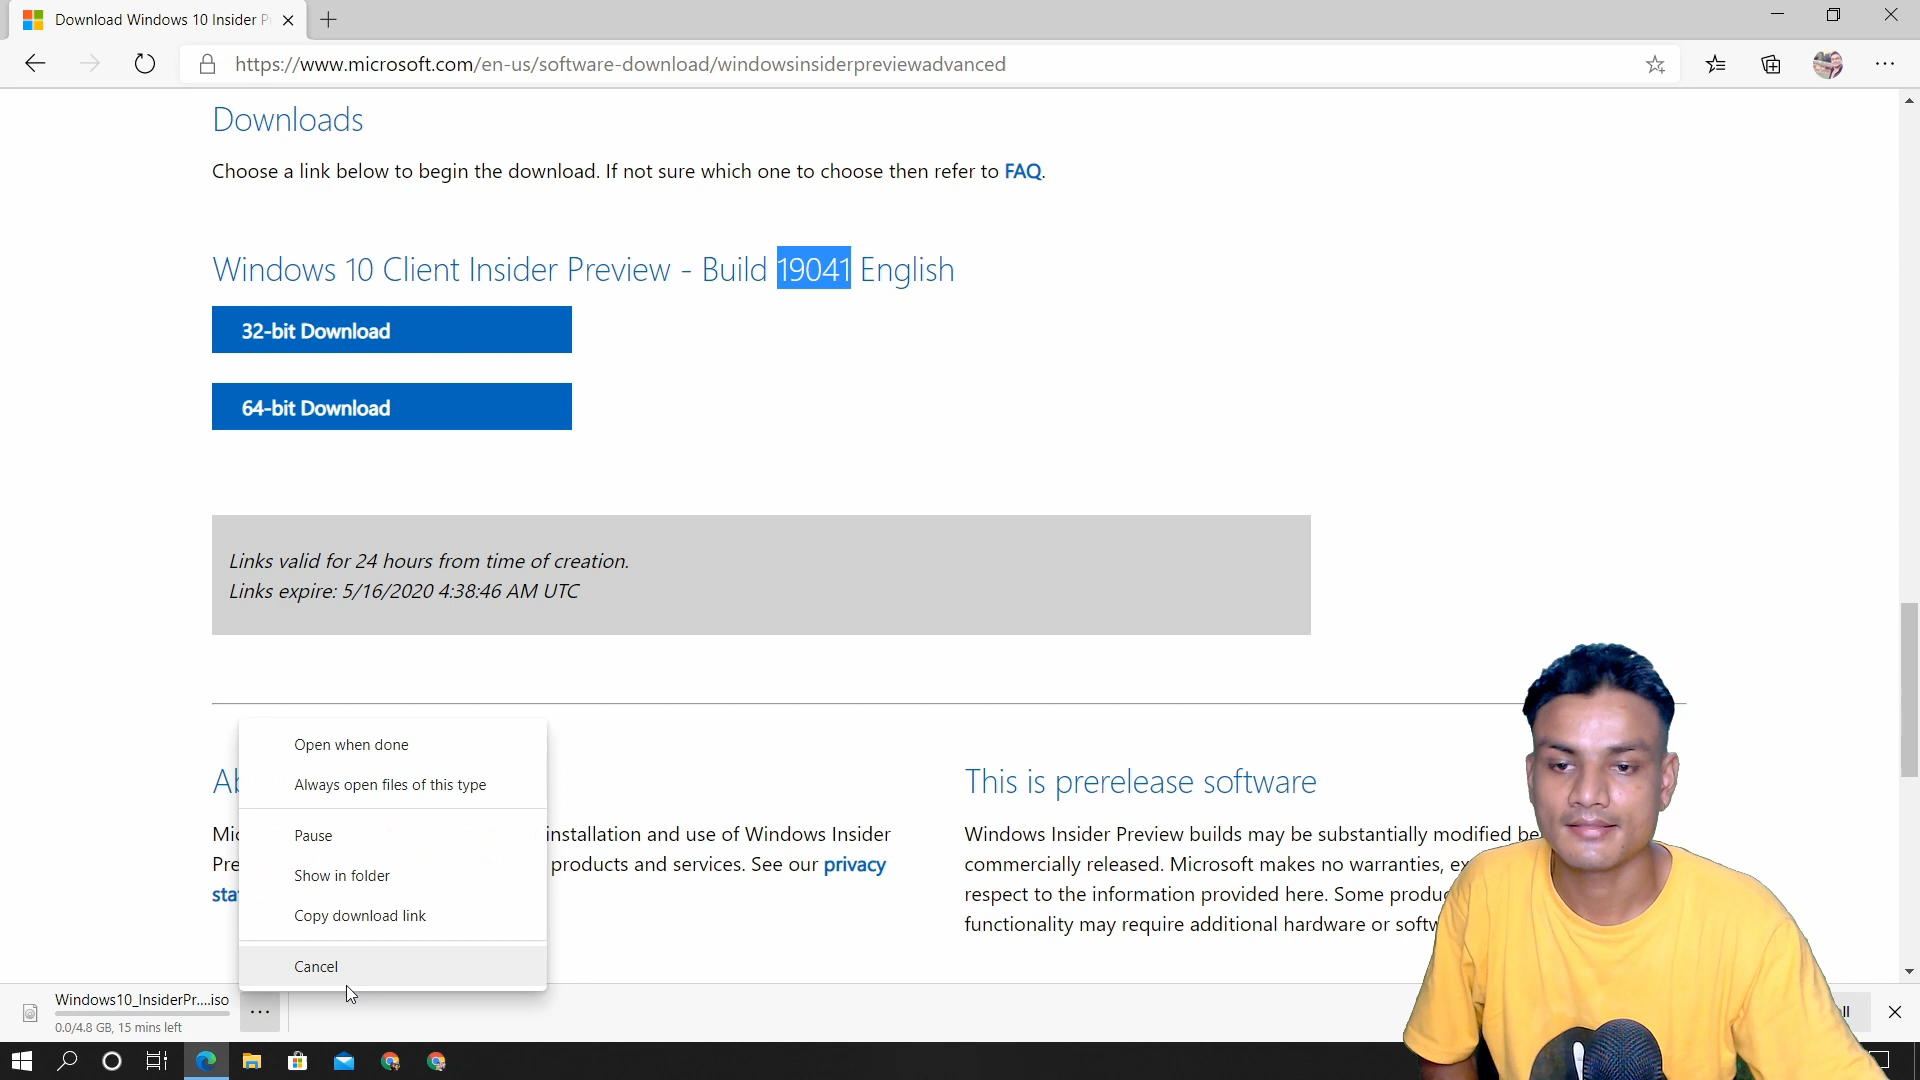 Download Windows 10 Insider P
https://www.microsoft.com/en-us/software-download/windowsinsiderpreviewadvanced
Downloads
Choose a link below to begin the download. If not sure which one to choose then refer to FAQ.
Windows 10 Client Insider Preview - Build 19041 English
32-bit Download
64-bit Download
Links valid for 24 hours from time of creation.
Links expire: 5/16/2020 4:38:46 AM UTC
Open when done
Always open files of this type
Pause
Show in folder
Copy download link
Cancel
installation and use of Windows Insider
products and services. See our privacy
This is prerelease software
Windows Insider Preview builds may be substantially modified be
commercially released. Microsoft makes no warranties, ex
respect to the information provided here. Some produ
functionality may require additional hardware or softw
Windows10_InsiderPr....iso
0.0/4.8 GB, 15 mins left